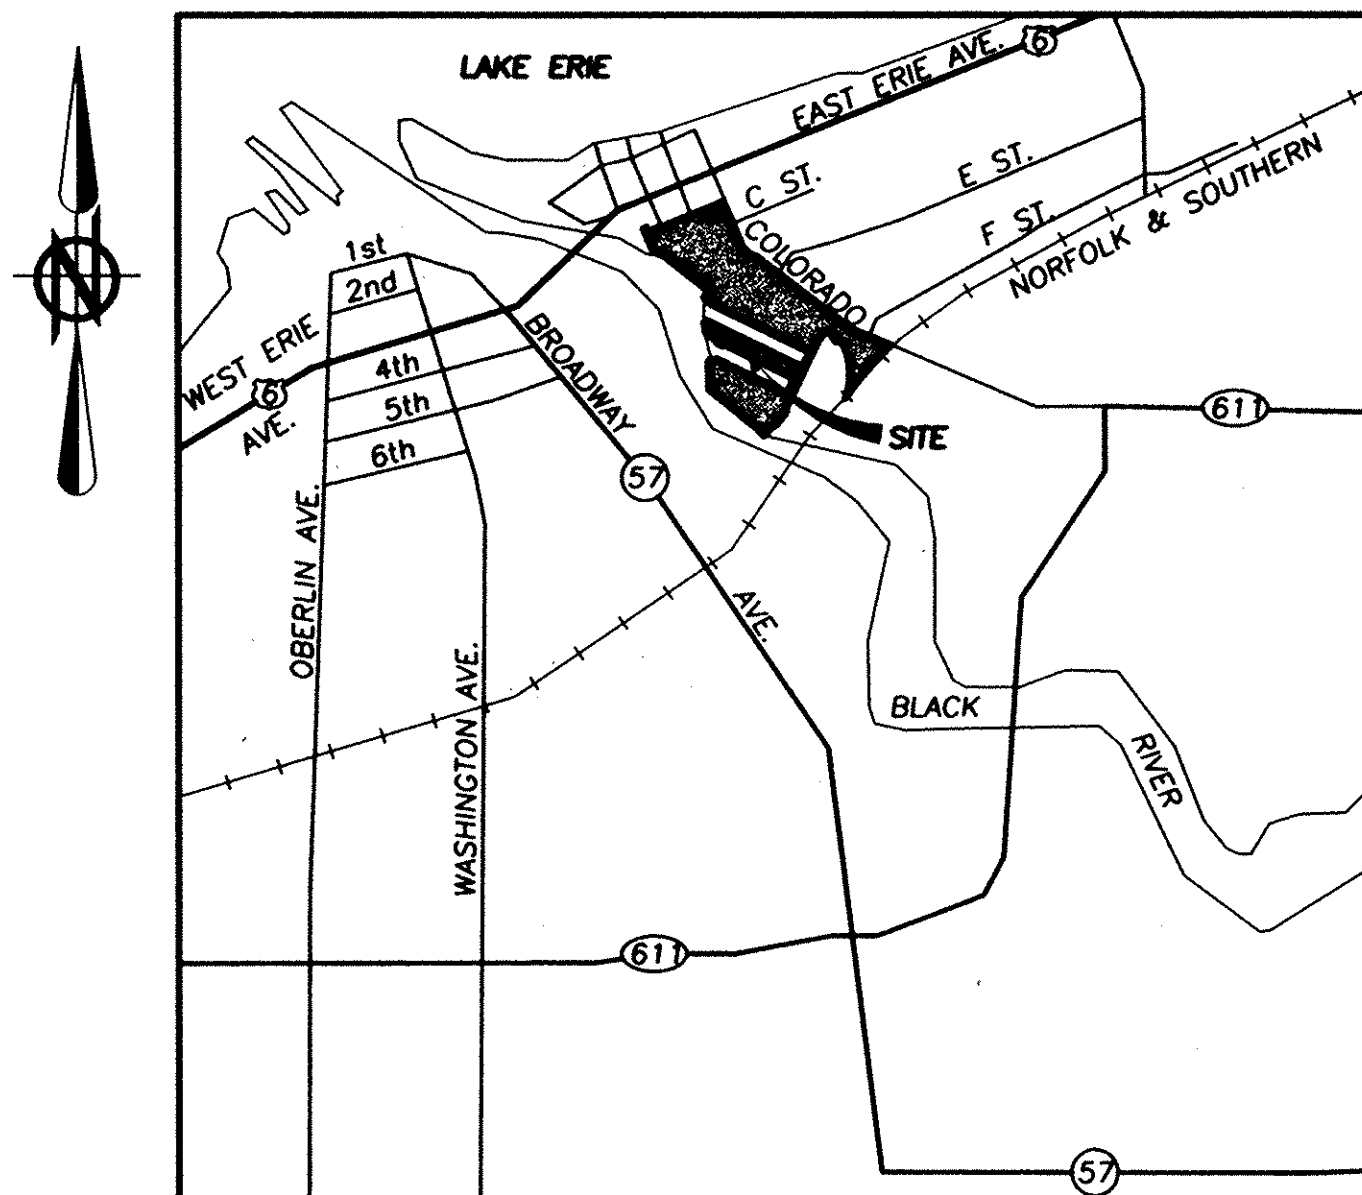 LAKE ERIE
6
EAST ERIE AVE.
C ST.
E ST.
F ST.
NORFOLK & SOUTHERN
COLORADO
N
1st
2nd
WEST ERIE
6
AVE.
4th
5th
6th
BROADWAY
57
AVE.
611
SITE
OBERLIN AVE.
WASHINGTON AVE.
BLACK
RIVER
611
57